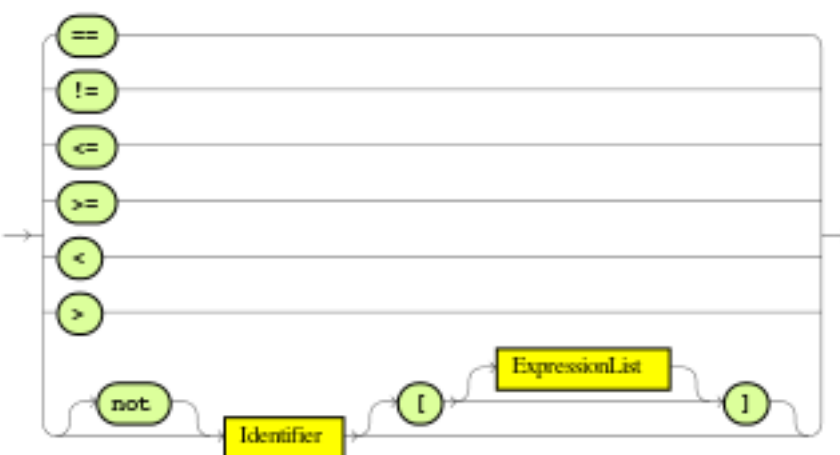 ==
!=
<=
>=
<
>
ExpressionList
not [ ]
Identifier